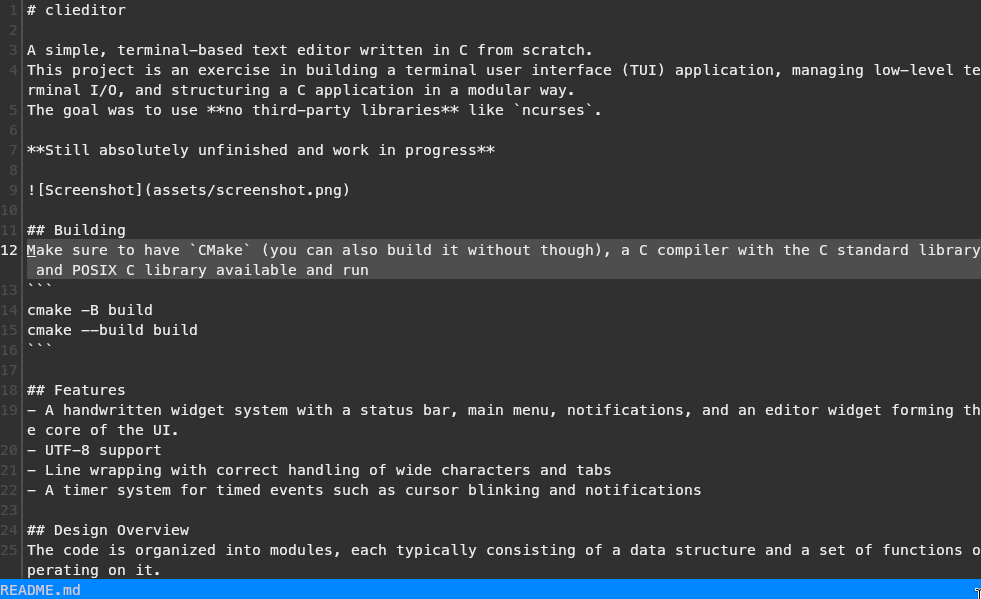 1 # clieditor
2
3 A simple, terminal-based text editor written in C from scratch.
4 This project is an exercise in building a terminal user interface (TUI) application, managing low-level te
rminal I/O, and structuring a C application in a modular way.
5 The goal was to use **no third-party libraries** like `ncurses`.
6
7 **Still absolutely unfinished and work in progress**
8
9 ![Screenshot](assets/screenshot.png)
10
11 ## Building
12 Make sure to have `CMake` (you can also build it without though), a C compiler with the C standard library
and POSIX C library available and run
13 ```
14 cmake -B build
15 cmake --build build
16 ```
17
18 ## Features
19 - A handwritten widget system with a status bar, main menu, notifications, and an editor widget forming th
e core of the UI.
20 - UTF-8 support
21 - Line wrapping with correct handling of wide characters and tabs
22 - A timer system for timed events such as cursor blinking and notifications
23
24 ## Design Overview
25 The code is organized into modules, each typically consisting of a data structure and a set of functions o
perating on it.
README.md